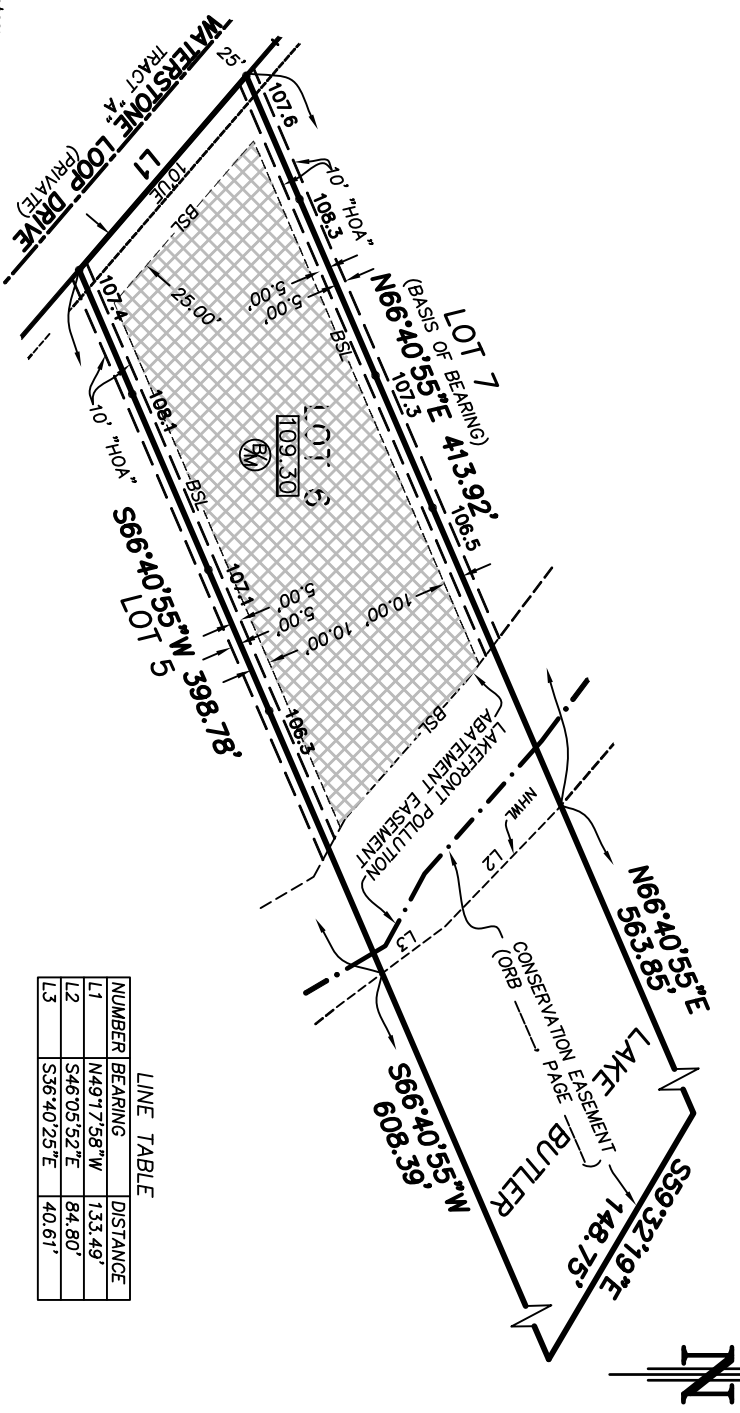 WATERSTONE LOOP DRIVE
TRACT "A"
(PRIVATE)
25'
L1
10'UE
BSL
25.00'
107.6
10' "HOA"
108.3
5.00'
5.00'
BSL
LOT 7
(BASIS OF BEARING)
N66°40'55"E 413.92'
107.3
106.5
LOT 6
109.30
B/M
107.4
10' "HOA"
108.1
BSL
107.1
5.00'
5.00'
10.00'
10.00'
106.3
S66°40'55"W 398.78'
LOT 5
BSL
LAKEFRONT POLLUTION
ABATEMENT EASEMENT
NHWL
L2
L3
CONSERVATION EASEMENT
(ORB ____ PAGE ____)
N66°40'55"E
563.85'
LAKE
BUTLER
S66°40'55"W
608.39'
S59°32'19"E
148.75'
N
LINE TABLE
NUMBER BEARING DISTANCE
L1 N49°17'58"W 133.49'
L2 S46°05'52"E 84.80'
L3 S36°40'25"E 40.61'